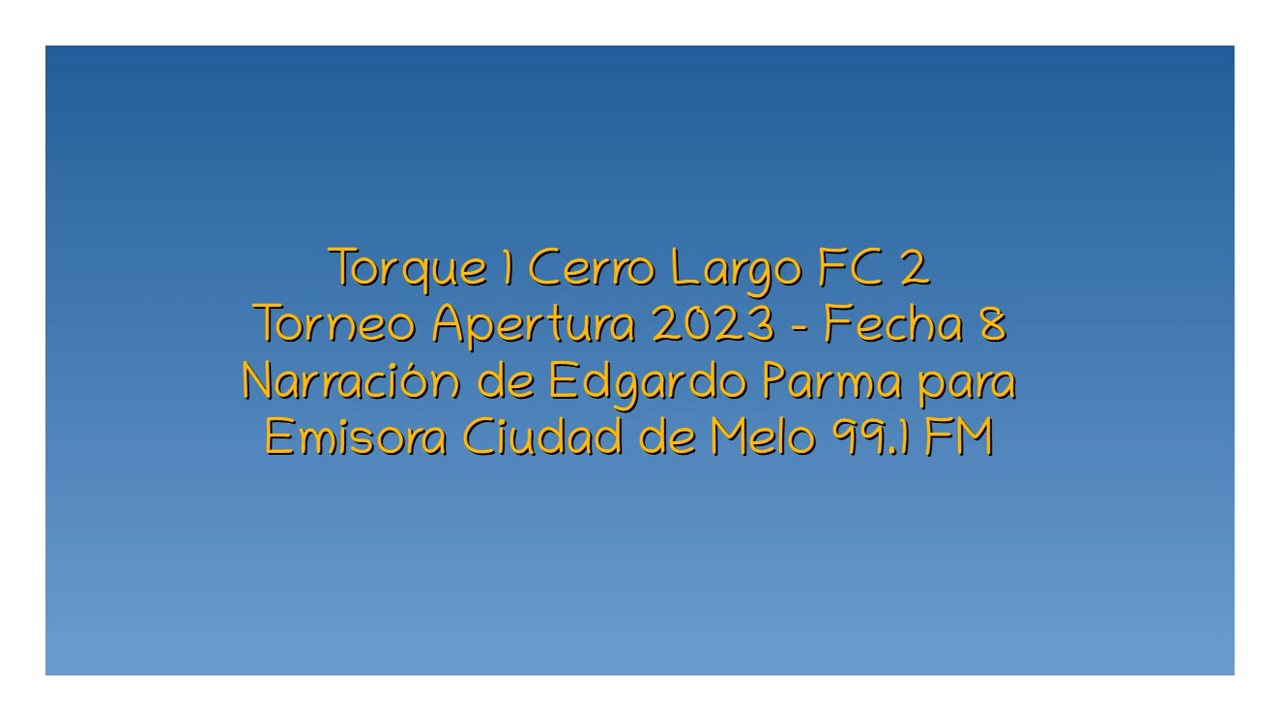 Torque 1 Cerro Largo FC 2
Torneo Apertura 2023 - Fecha 8
Narración de Edgardo Parma para
Emisora Ciudad de Melo 99.1 FM